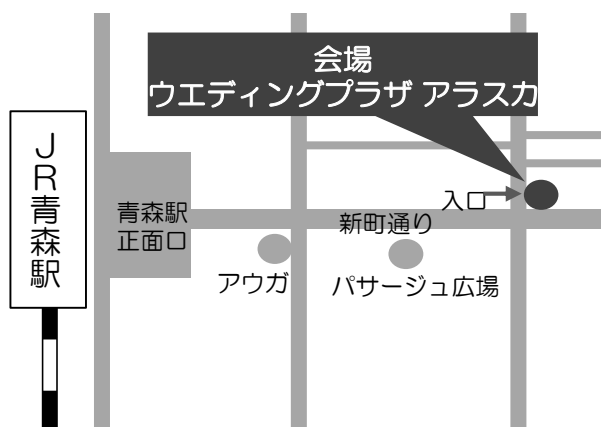 会場
ウエディングプラザ アラスカ
JR青森駅
青森駅
正面口
入口
新町通り
アウガ
パサージュ広場